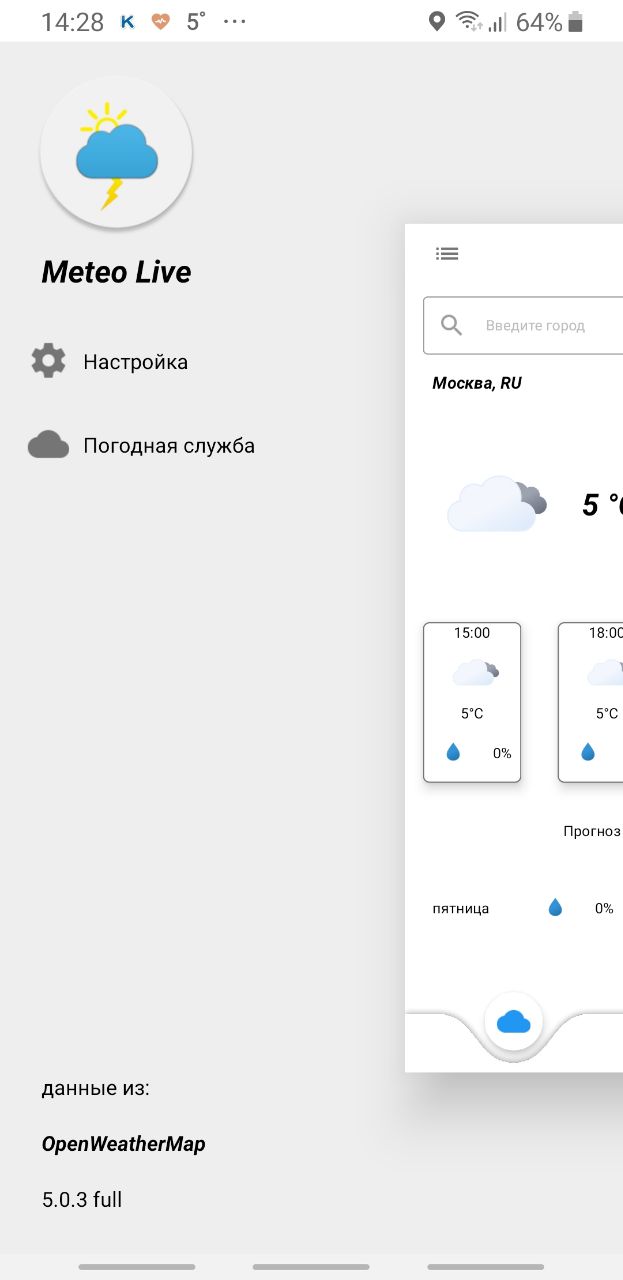 14:28 K 5° ... 64%
Meteo Live
Настройка
Погодная служба
Введите город
Москва, RU
5 °C
15:00 18:00
5°C 5°C
0%
Прогноз
пятница 0%
данные из:
OpenWeatherMap
5.0.3 full